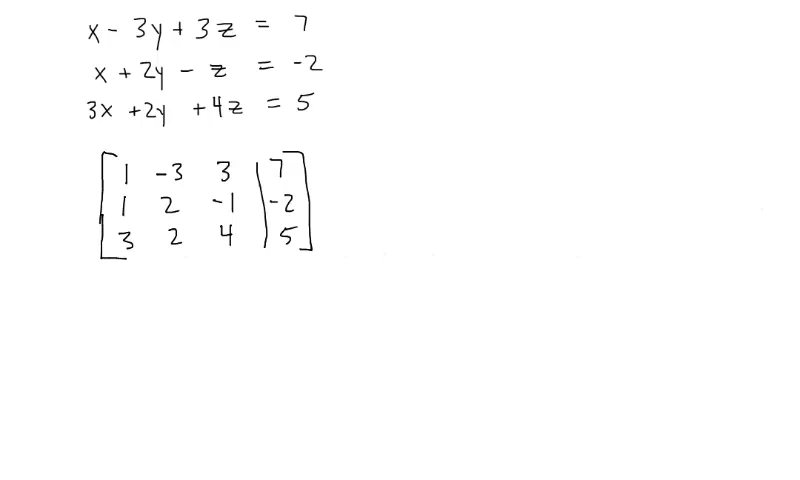 x - 3y + 3z = 7
x + 2y - z = -2
3x + 2y + 4z = 5
[ 1 -3 3 | 7 ]
[ 1 2 -1 | -2 ]
[ 3 2 4 | 5 ]